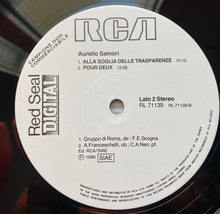 RCA
CAMPIONE NON
COMMERCIABILE
Red Seal
DIGITAL
Aurelio Samorì
1 ALLA SOGLIA DELLE TRASPARENZE 10:10
2 POUR DEUX 12:06
Lato 2 Stereo
RL 71139 RL 71139/B
1. Gruppo di Roma, dir.: F.E.Scogna
2. A.Franceschelli, ob., C.A.Neri, pf.
Ed. RCA/SIAE
℗ 1986 SIAE